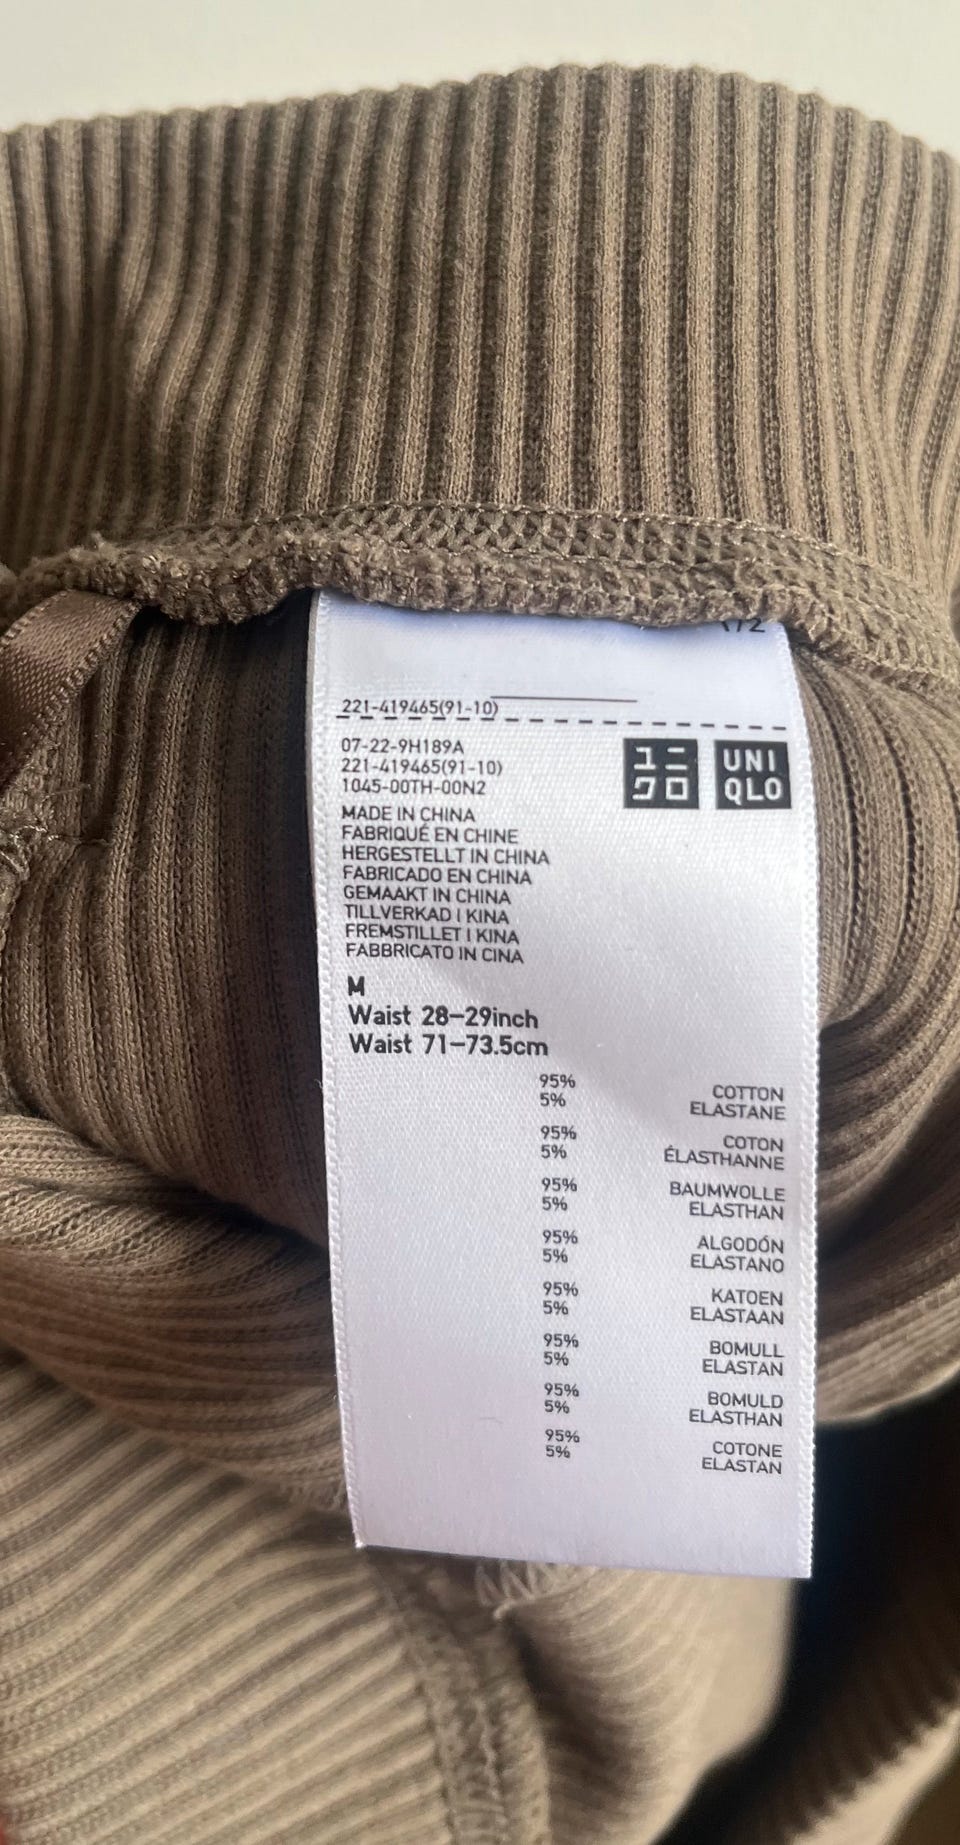 1/2
221-419465(91-10)
07-22-9H189A
221-419465(91-10)
1045-00TH-00N2
ユニ UNI
クロ QLO
MADE IN CHINA
FABRIQUÉ EN CHINE
HERGESTELLT IN CHINA
FABRICADO EN CHINA
GEMAAKT IN CHINA
TILLVERKAD I KINA
FREMSTILLET I KINA
FABBRICATO IN CINA
M
Waist 28–29inch
Waist 71–73.5cm
95% COTTON
5% ELASTANE
95% COTON
5% ÉLASTHANNE
95% BAUMWOLLE
5% ELASTHAN
95% ALGODÓN
5% ELASTANO
95% KATOEN
5% ELASTAAN
95% BOMULL
5% ELASTAN
95% BOMULD
5% ELASTHAN
95% COTONE
5% ELASTAN